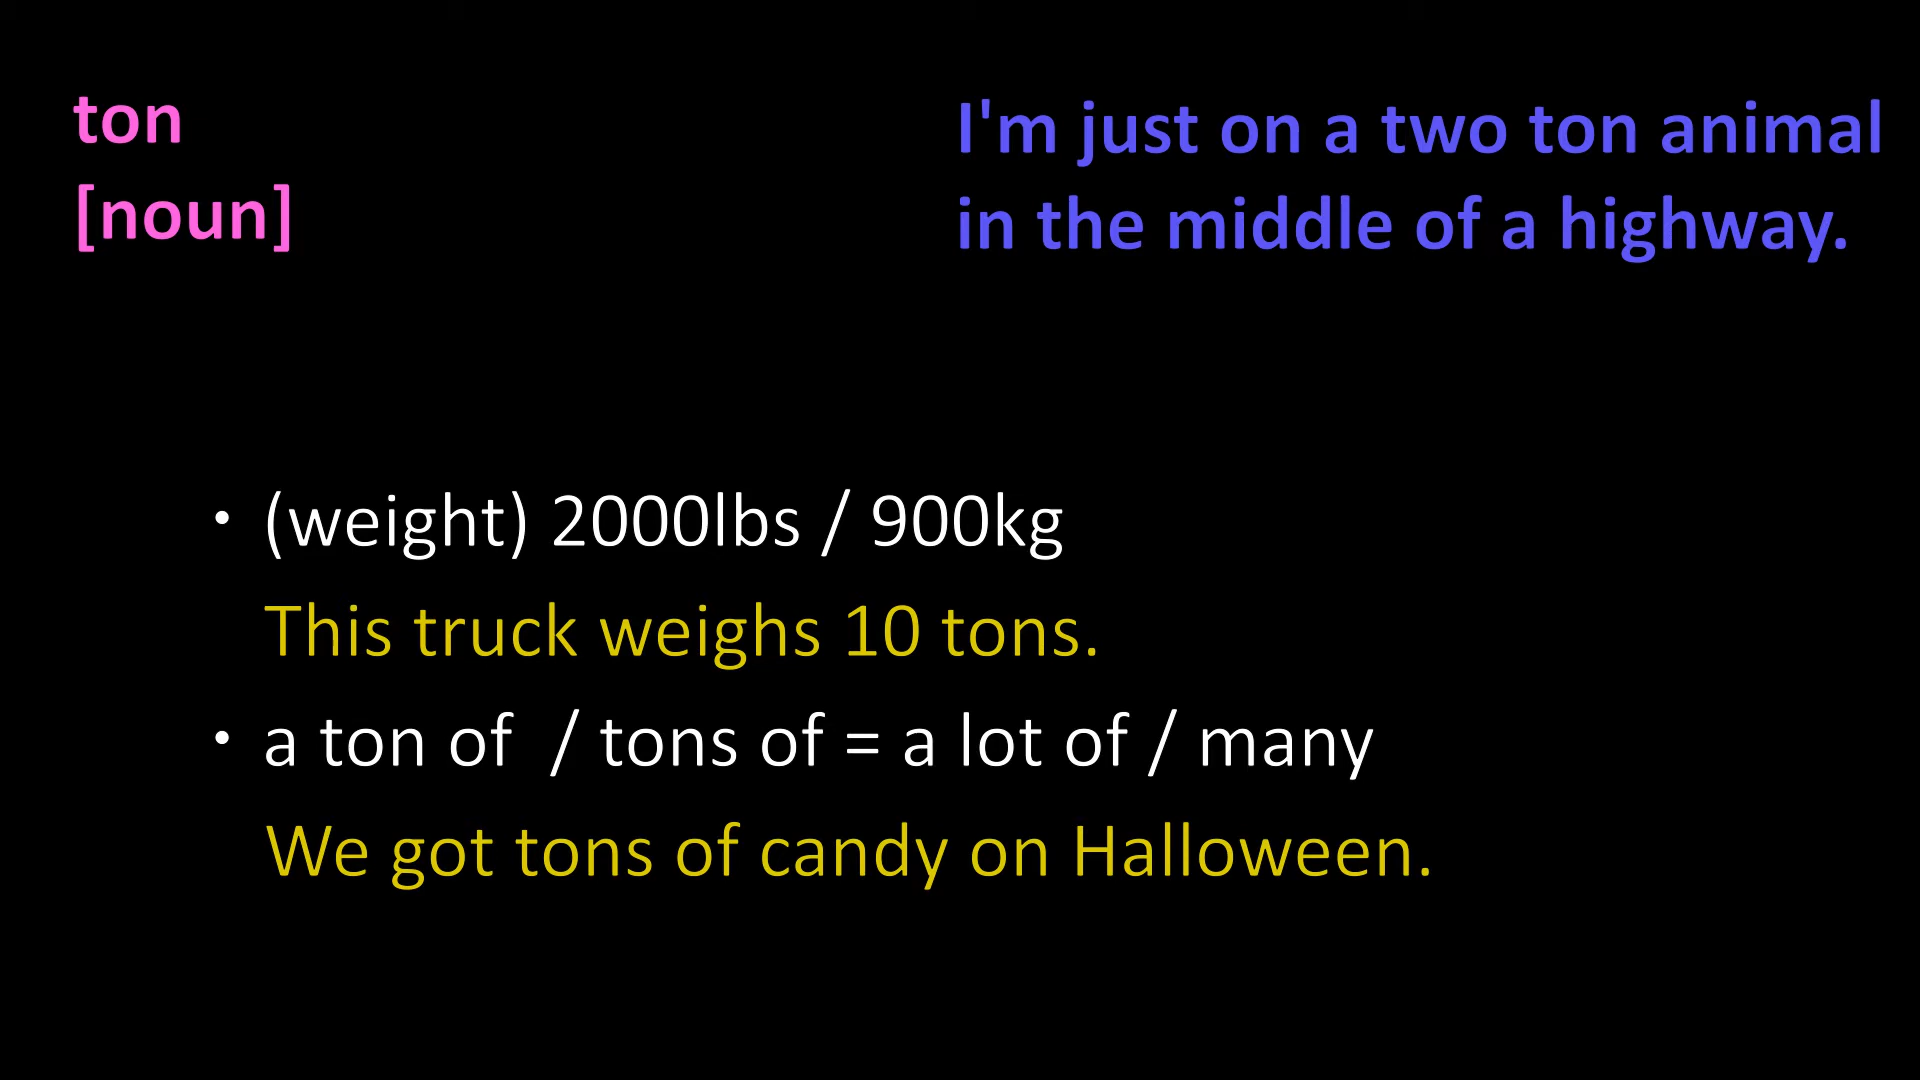 ton
[noun]
I'm just on a two ton animal
in the middle of a highway.
・(weight) 2000lbs / 900kg
This truck weighs 10 tons.
・a ton of / tons of = a lot of / many
We got tons of candy on Halloween.